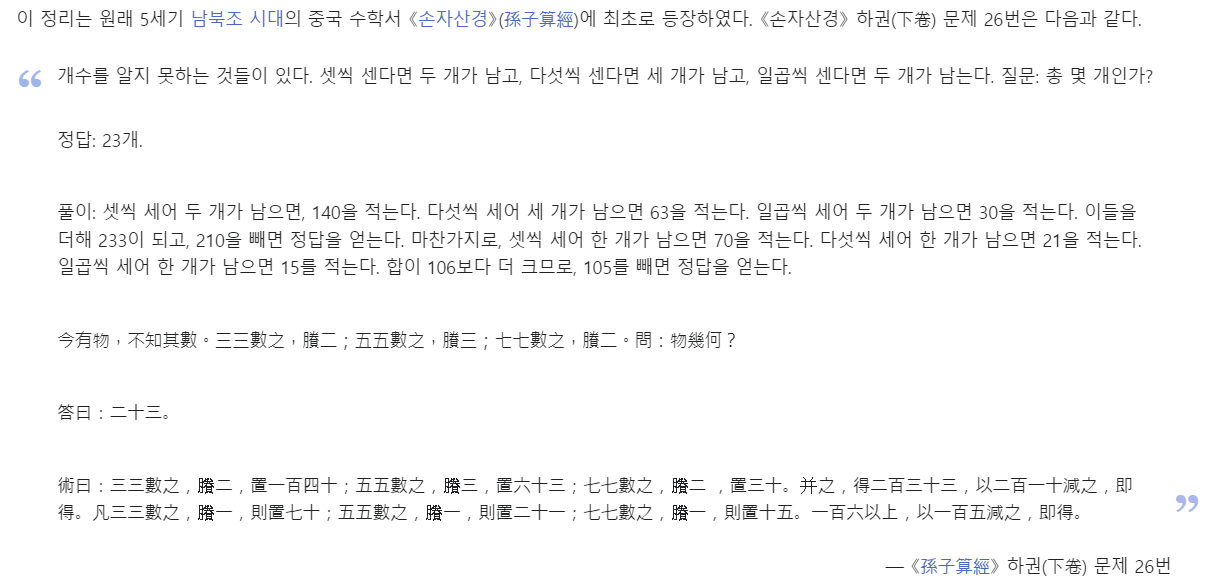 이 정리는 원래 5세기 남북조 시대의 중국 수학서 《손자산경》(孫子算經)에 최초로 등장하였다. 《손자산경》 하권(下卷) 문제 26번은 다음과 같다.
“ 개수를 알지 못하는 것들이 있다. 셋씩 센다면 두 개가 남고, 다섯씩 센다면 세 개가 남고, 일곱씩 센다면 두 개가 남는다. 질문: 총 몇 개인가?
정답: 23개.
풀이: 셋씩 세어 두 개가 남으면, 140을 적는다. 다섯씩 세어 세 개가 남으면 63을 적는다. 일곱씩 세어 두 개가 남으면 30을 적는다. 이들을
더해 233이 되고, 210을 빼면 정답을 얻는다. 마찬가지로, 셋씩 세어 한 개가 남으면 70을 적는다. 다섯씩 세어 한 개가 남으면 21을 적는다.
일곱씩 세어 한 개가 남으면 15를 적는다. 합이 106보다 더 크므로, 105를 빼면 정답을 얻는다.
今有物，不知其數。三三數之，賸二；五五數之，賸三；七七數之，賸二。問：物幾何？
答曰：二十三。
術曰：三三數之，賸二，置一百四十；五五數之，賸三，置六十三；七七數之，賸二 ，置三十。并之，得二百三十三，以二百一十減之，即
得。凡三三數之，賸一，則置七十；五五數之，賸一，則置二十一；七七數之，賸一，則置十五。一百六以上，以一百五減之，即得。 ”
— 《孫子算經》 하권(下卷) 문제 26번